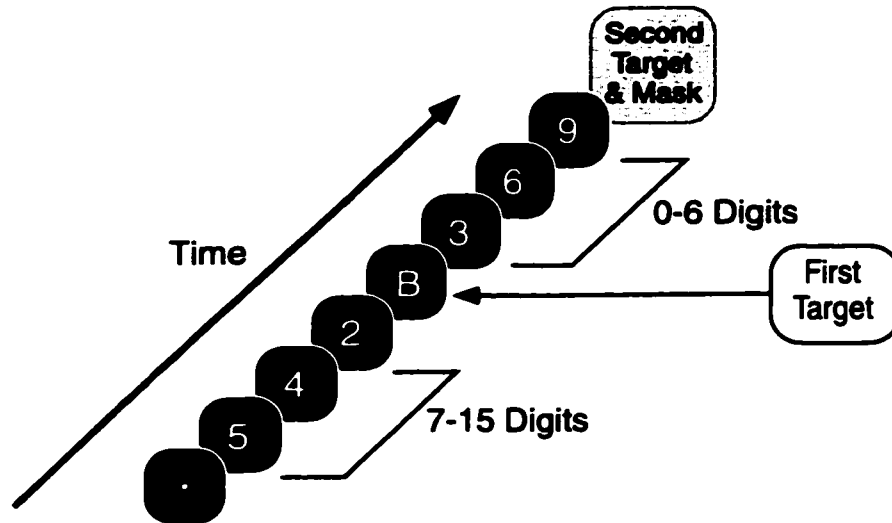 Second
Target
& Mask
9
6
0-6 Digits
3
Time
First
Target
B
2
4
7-15 Digits
5